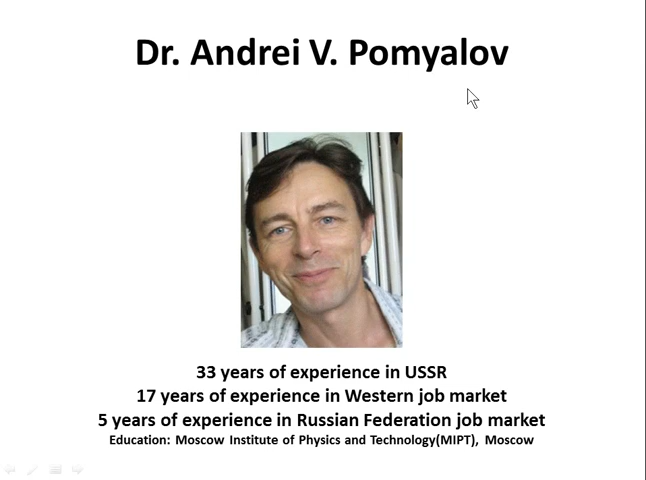 Dr. Andrei V. Pomyalov
33 years of experience in USSR
17 years of experience in Western job market
5 years of experience in Russian Federation job market
Education: Moscow Institute of Physics and Technology(MIPT), Moscow